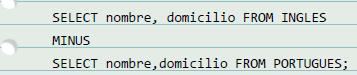 SELECT nombre, domicilio FROM INGLES
MINUS
SELECT nombre,domicilio FROM PORTUGUES;